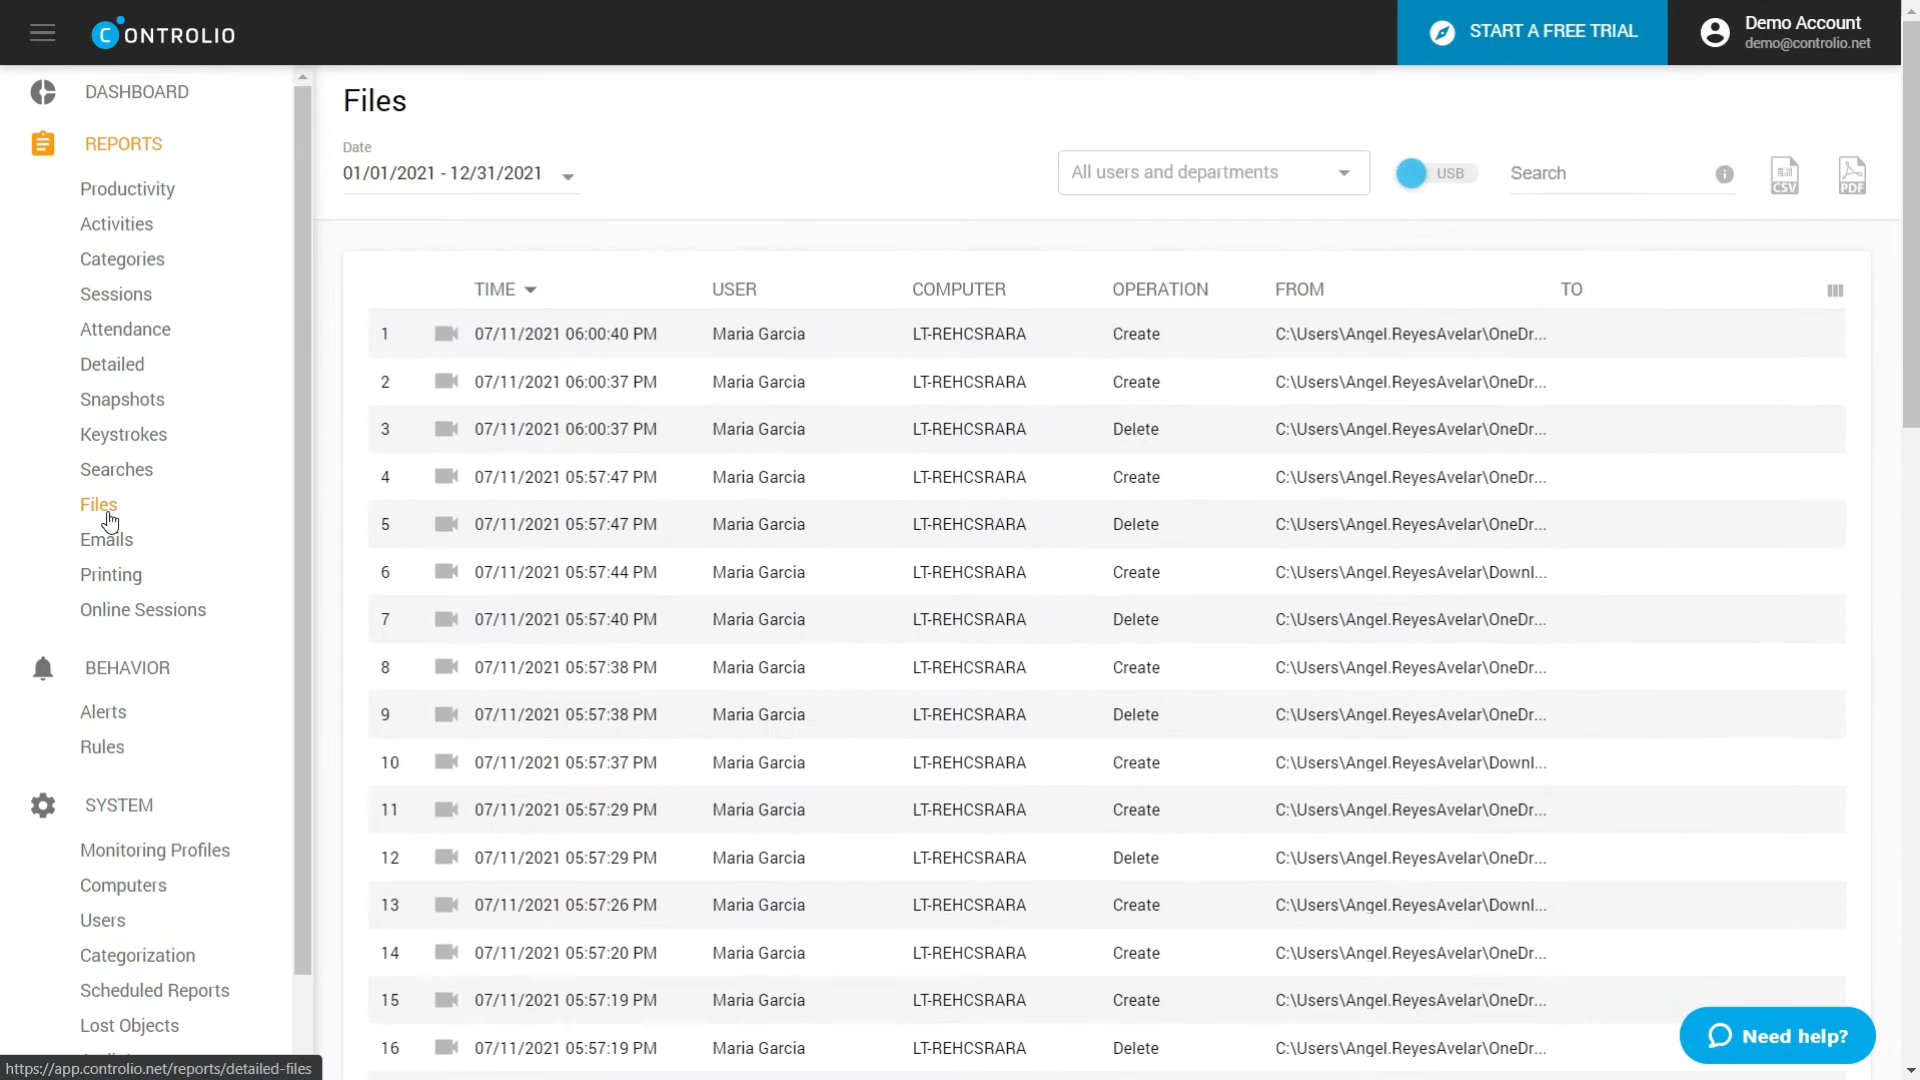 CONTROLIO
START A FREE TRIAL
Demo Account
demo@controlio.net
DASHBOARD
REPORTS
Productivity
Activities
Categories
Sessions
Attendance
Detailed
Snapshots
Keystrokes
Searches
Files
Emails
Printing
Online Sessions
BEHAVIOR
Alerts
Rules
SYSTEM
Monitoring Profiles
Computers
Users
Categorization
Scheduled Reports
Lost Objects
https://app.controlio.net/reports/detailed-files
Files
Date
01/01/2021 - 12/31/2021
All users and departments
USB
Search
CSV
PDF
TIME USER COMPUTER OPERATION FROM TO
1 07/11/2021 06:00:40 PM Maria Garcia LT-REHCSRARA Create C:\Users\Angel.ReyesAvelar\OneDr...
2 07/11/2021 06:00:37 PM Maria Garcia LT-REHCSRARA Create C:\Users\Angel.ReyesAvelar\OneDr...
3 07/11/2021 06:00:37 PM Maria Garcia LT-REHCSRARA Delete C:\Users\Angel.ReyesAvelar\OneDr...
4 07/11/2021 05:57:47 PM Maria Garcia LT-REHCSRARA Create C:\Users\Angel.ReyesAvelar\OneDr...
5 07/11/2021 05:57:47 PM Maria Garcia LT-REHCSRARA Delete C:\Users\Angel.ReyesAvelar\OneDr...
6 07/11/2021 05:57:44 PM Maria Garcia LT-REHCSRARA Create C:\Users\Angel.ReyesAvelar\Downl...
7 07/11/2021 05:57:40 PM Maria Garcia LT-REHCSRARA Delete C:\Users\Angel.ReyesAvelar\OneDr...
8 07/11/2021 05:57:38 PM Maria Garcia LT-REHCSRARA Create C:\Users\Angel.ReyesAvelar\OneDr...
9 07/11/2021 05:57:38 PM Maria Garcia LT-REHCSRARA Delete C:\Users\Angel.ReyesAvelar\OneDr...
10 07/11/2021 05:57:37 PM Maria Garcia LT-REHCSRARA Create C:\Users\Angel.ReyesAvelar\Downl...
11 07/11/2021 05:57:29 PM Maria Garcia LT-REHCSRARA Create C:\Users\Angel.ReyesAvelar\OneDr...
12 07/11/2021 05:57:29 PM Maria Garcia LT-REHCSRARA Delete C:\Users\Angel.ReyesAvelar\OneDr...
13 07/11/2021 05:57:26 PM Maria Garcia LT-REHCSRARA Create C:\Users\Angel.ReyesAvelar\Downl...
14 07/11/2021 05:57:20 PM Maria Garcia LT-REHCSRARA Create C:\Users\Angel.ReyesAvelar\OneDr...
15 07/11/2021 05:57:19 PM Maria Garcia LT-REHCSRARA Create C:\Users\Angel.ReyesAvelar\OneDr...
16 07/11/2021 05:57:19 PM Maria Garcia LT-REHCSRARA Delete C:\Users\Angel.ReyesAvelar\OneDr...
Need help?